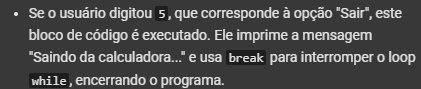 • Se o usuário digitou 5, que corresponde à opção "Sair", este
bloco de código é executado. Ele imprime a mensagem
"Saindo da calculadora..." e usa break para interromper o loop
while, encerrando o programa.